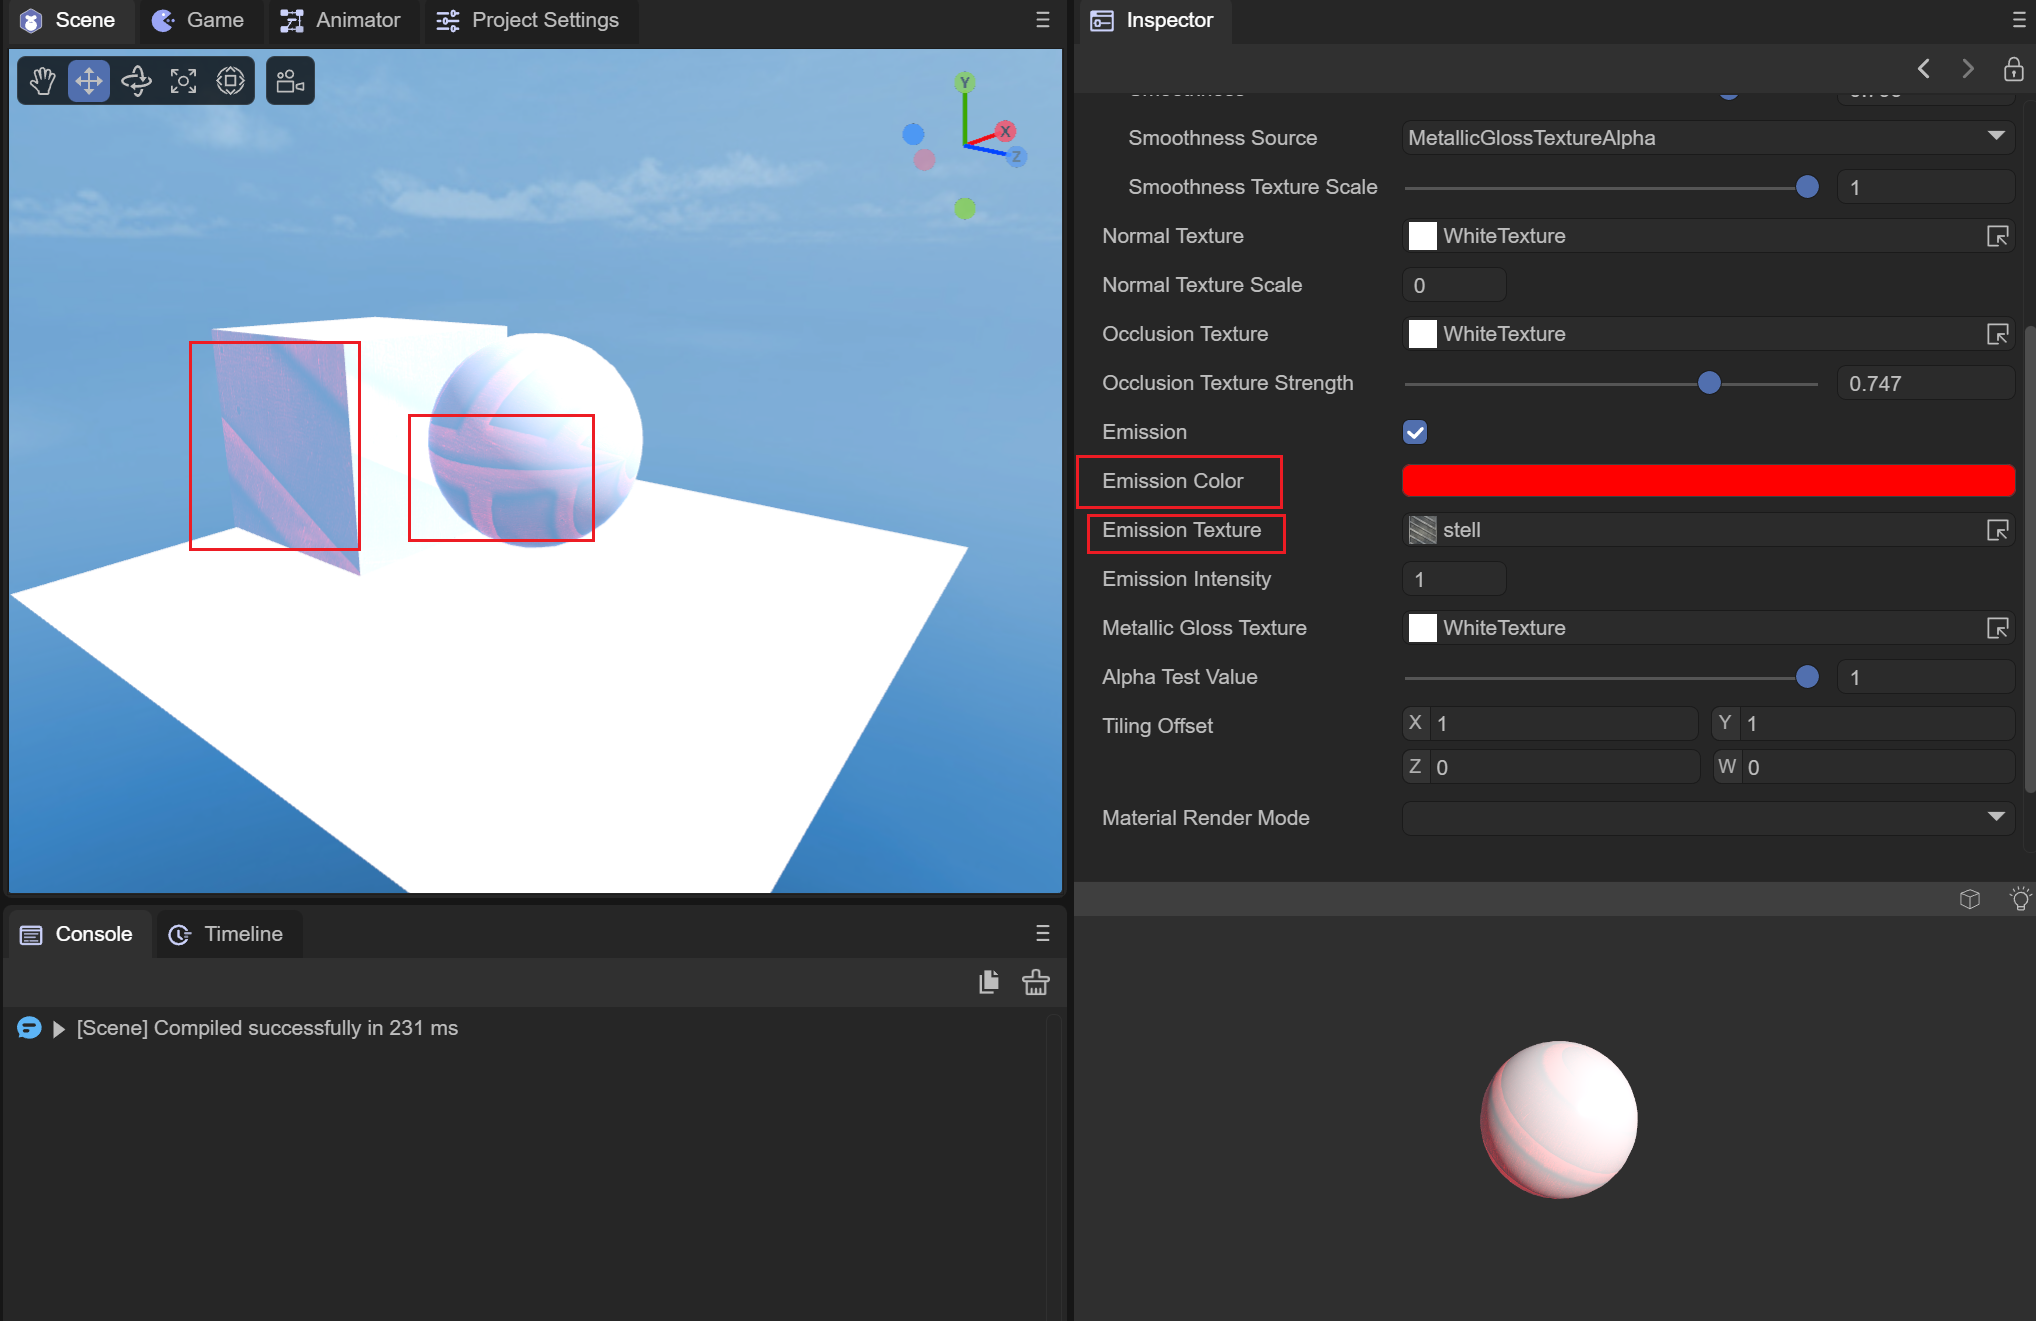 Scene
Game
Animator
Project Settings
Inspector
Y
X
Z
Smoothness Source
MetallicGlossTextureAlpha
Smoothness Texture Scale
1
Normal Texture
WhiteTexture
Normal Texture Scale
0
Occlusion Texture
WhiteTexture
Occlusion Texture Strength
0.747
Emission
Emission Color
Emission Texture
stell
Emission Intensity
1
Metallic Gloss Texture
WhiteTexture
Alpha Test Value
1
Tiling Offset
X 1
Y 1
Z 0
W 0
Material Render Mode
Console
Timeline
[Scene] Compiled successfully in 231 ms